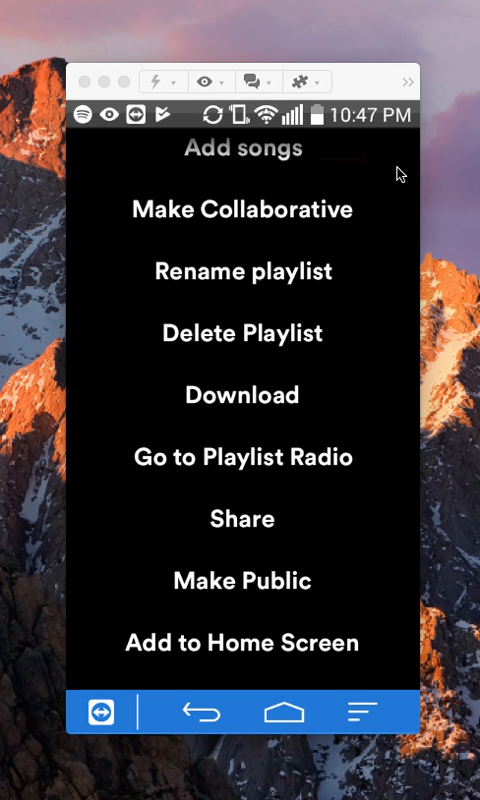 10:47 PM
Add songs
Make Collaborative
Rename playlist
Delete Playlist
Download
Go to Playlist Radio
Share
Make Public
Add to Home Screen